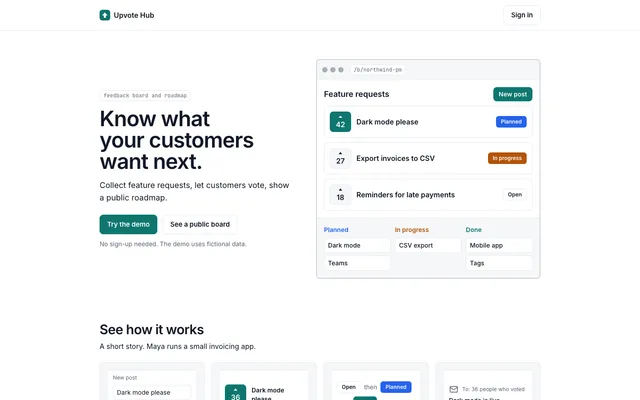 Upvote Hub
Sign in
feedback board and roadmap
Know what
your customers
want next.
Collect feature requests, let customers vote, show
a public roadmap.
Try the demo
See a public board
No sign-up needed. The demo uses fictional data.
/b/northwind-pm
Feature requests
New post
42
Dark mode please
Planned
27
Export invoices to CSV
In progress
18
Reminders for late payments
Open
Planned
In progress
Done
Dark mode
CSV export
Mobile app
Teams
Tags
See how it works
A short story. Maya runs a small invoicing app.
New post
Dark mode please
36
Dark mode
please
Open
then
Planned
To: 36 people who voted